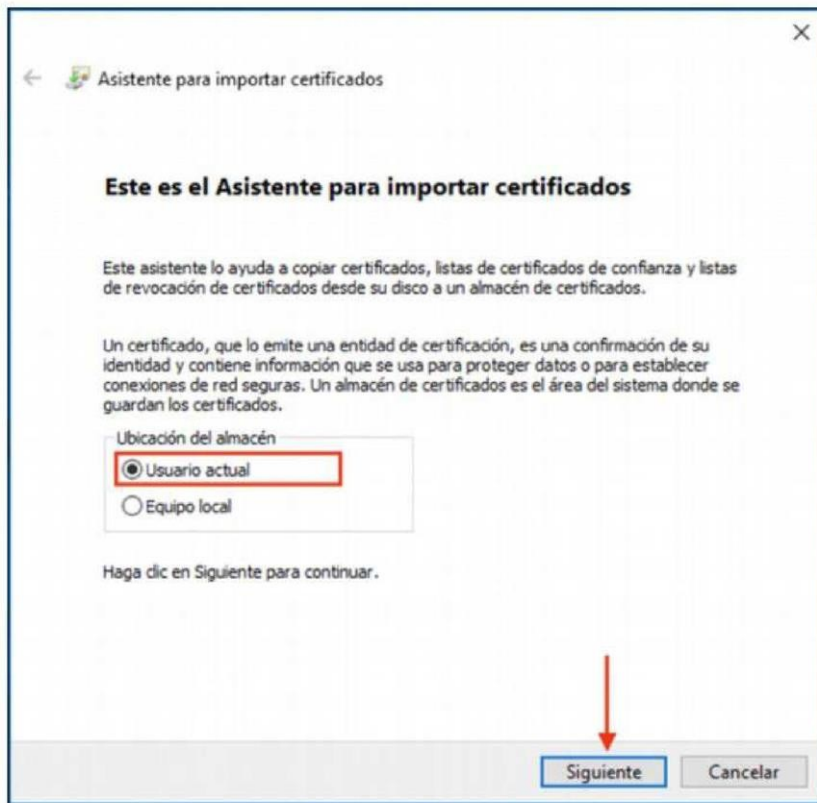 Asistente para importar certificados
Este es el Asistente para importar certificados
Este asistente lo ayuda a copiar certificados, listas de certificados de confianza y listas
de revocación de certificados desde su disco a un almacén de certificados.
Un certificado, que lo emite una entidad de certificación, es una confirmación de su
identidad y contiene información que se usa para proteger datos o para establecer
conexiones de red seguras. Un almacén de certificados es el área del sistema donde se
guardan los certificados.
Ubicación del almacén
Usuario actual
Equipo local
Haga clic en Siguiente para continuar.
Siguiente
Cancelar